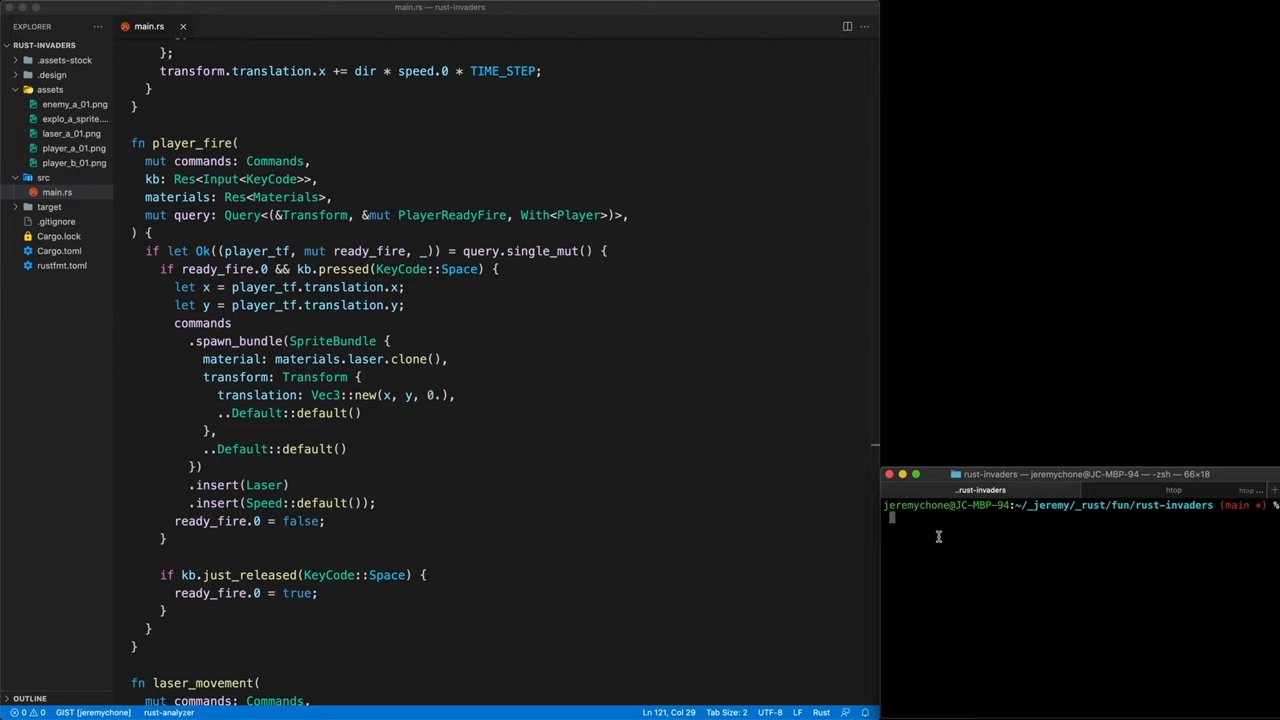 main.rs — rust-invaders
EXPLORER
···
main.rs
RUST-INVADERS
.assets-stock
.design
assets
enemy_a_01.png
explo_a_sprite....
laser_a_01.png
player_a_01.png
player_b_01.png
src
main.rs
target
.gitignore
Cargo.lock
Cargo.toml
rustfmt.toml
OUTLINE
};
transform.translation.x += dir * speed.0 * TIME_STEP;
}
}
fn player_fire(
mut commands: Commands,
kb: Res<Input<KeyCode>>,
materials: Res<Materials>,
mut query: Query<(&Transform, &mut PlayerReadyFire, With<Player>)>,
) {
if let Ok((player_tf, mut ready_fire, _)) = query.single_mut() {
if ready_fire.0 && kb.pressed(KeyCode::Space) {
let x = player_tf.translation.x;
let y = player_tf.translation.y;
commands
.spawn_bundle(SpriteBundle {
material: materials.laser.clone(),
transform: Transform {
translation: Vec3::new(x, y, 0.),
..Default::default()
},
..Default::default()
})
.insert(Laser)
.insert(Speed::default());
ready_fire.0 = false;
}
if kb.just_released(KeyCode::Space) {
ready_fire.0 = true;
}
}
}
fn laser_movement(
mut commands: Commands,
rust-invaders — jeremychone@JC-MBP-94 — -zsh — 66×18
..rust-invaders
htop
htop ...
jeremychone@JC-MBP-94:~/_jeremy/_rust/fun/rust-invaders (main *) %
0 0 GIST [jeremychone] rust-analyzer
Ln 121, Col 29 Tab Size: 2 UTF-8 LF Rust